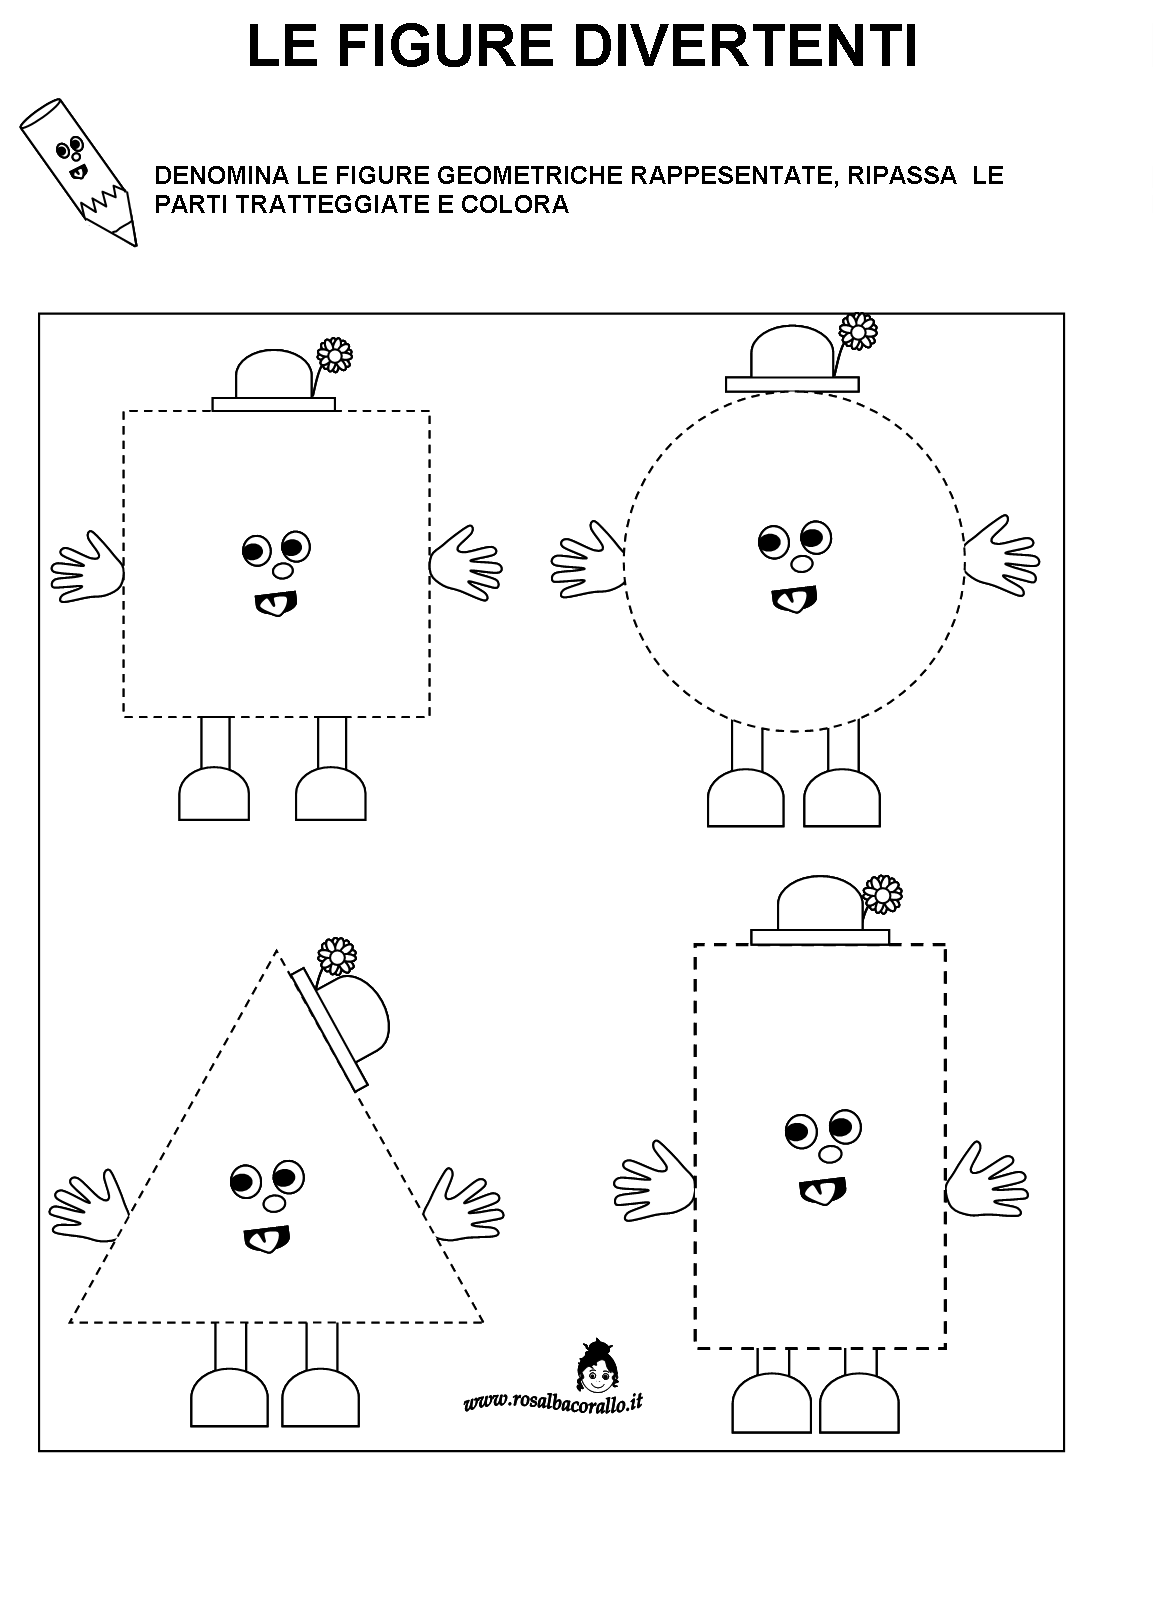 LE FIGURE DIVERTENTI
DENOMINA LE FIGURE GEOMETRICHE RAPPESENTATE, RIPASSA  LE
PARTI TRATTEGGIATE E COLORA
www.rosalbacorallo.it